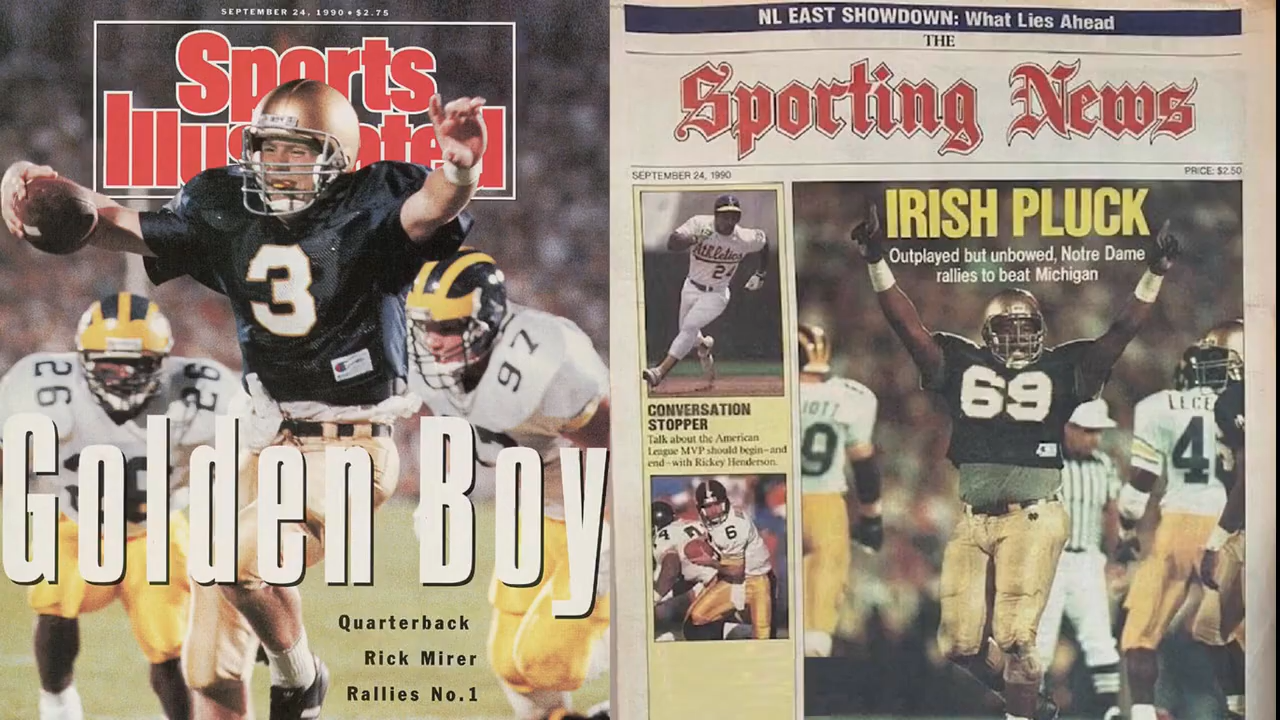 SEPTEMBER 24, 1990 • $2.75
Sports
Illustrated
3
26
26
97
Golden Boy
Quarterback
Rick Mirer
Rallies No.1
NL EAST SHOWDOWN: What Lies Ahead
THE
Sporting News
SEPTEMBER 24, 1990
PRICE: $2.50
IRISH PLUCK
Outplayed but unbowed, Notre Dame
rallies to beat Michigan
Athletics
24
CONVERSATION
STOPPER
Talk about the American
League MVP should begin–and
end–with Rickey Henderson.
6
69
9
4